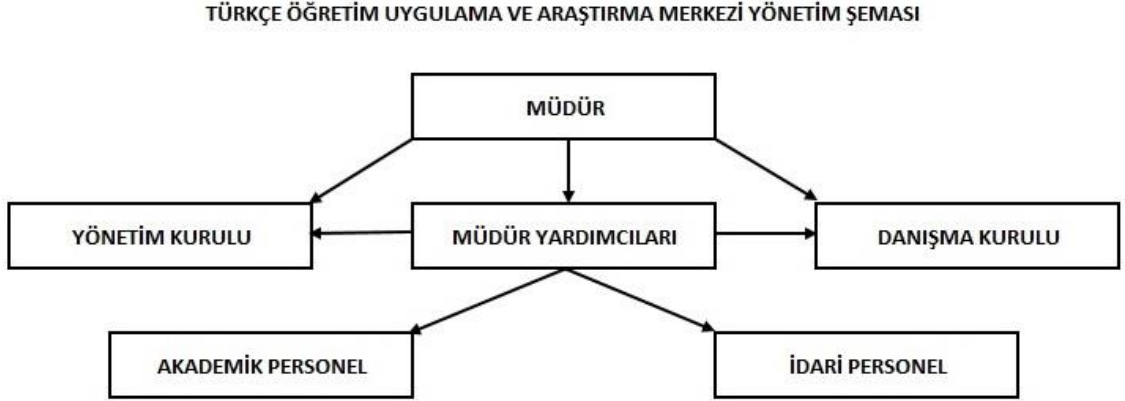 TÜRKÇE ÖĞRETİM UYGULAMA VE ARAŞTIRMA MERKEZİ YÖNETİM ŞEMASI
MÜDÜR
YÖNETİM KURULU
MÜDÜR YARDIMCILARI
DANIŞMA KURULU
AKADEMİK PERSONEL
İDARİ PERSONEL